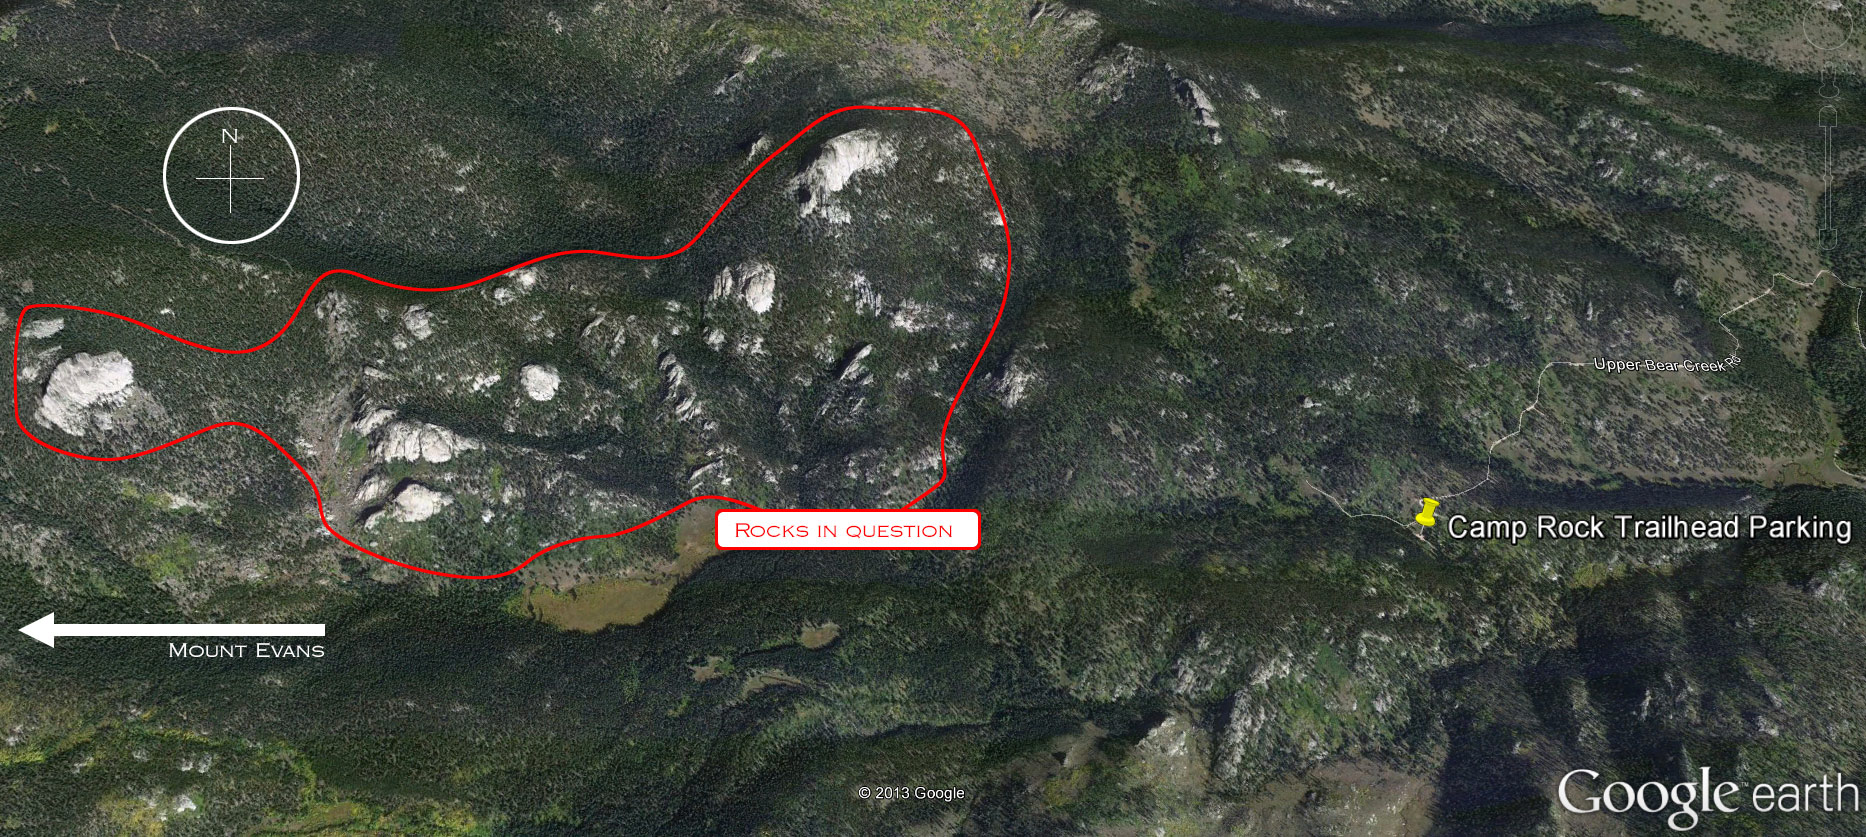 N
Upper Bear Creek Rd
Camp Rock Trailhead Parking
Rocks in question
Mount Evans
© 2013 Google
Google earth